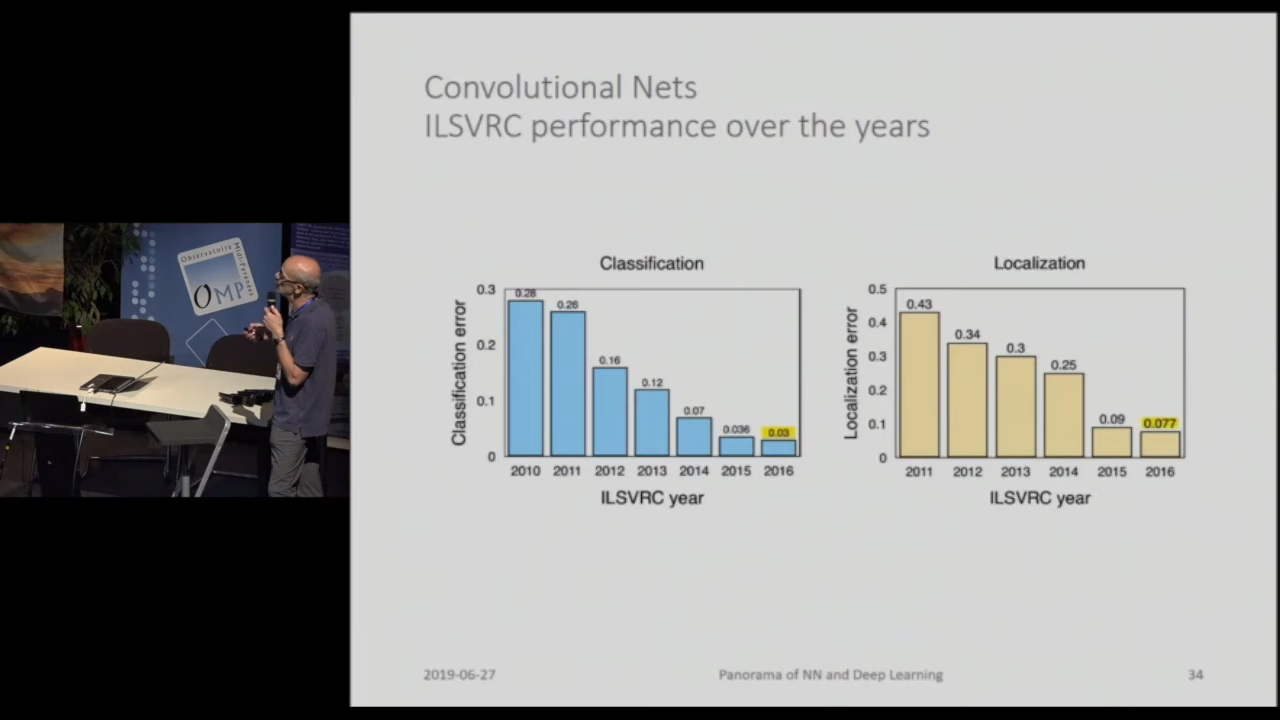 Convolutional Nets
ILSVRC performance over the years
Observatoire
Midi-Pyrénées
OMP
Classification
Classification error
0.3
0.2
0.1
0
0.28
0.26
0.16
0.12
0.07
0.036
0.03
2010 2011 2012 2013 2014 2015 2016
ILSVRC year
Localization
Localization error
0.5
0.4
0.3
0.2
0.1
0
0.43
0.34
0.3
0.25
0.09
0.077
2011 2012 2013 2014 2015 2016
ILSVRC year
2019-06-27
Panorama of NN and Deep Learning
34